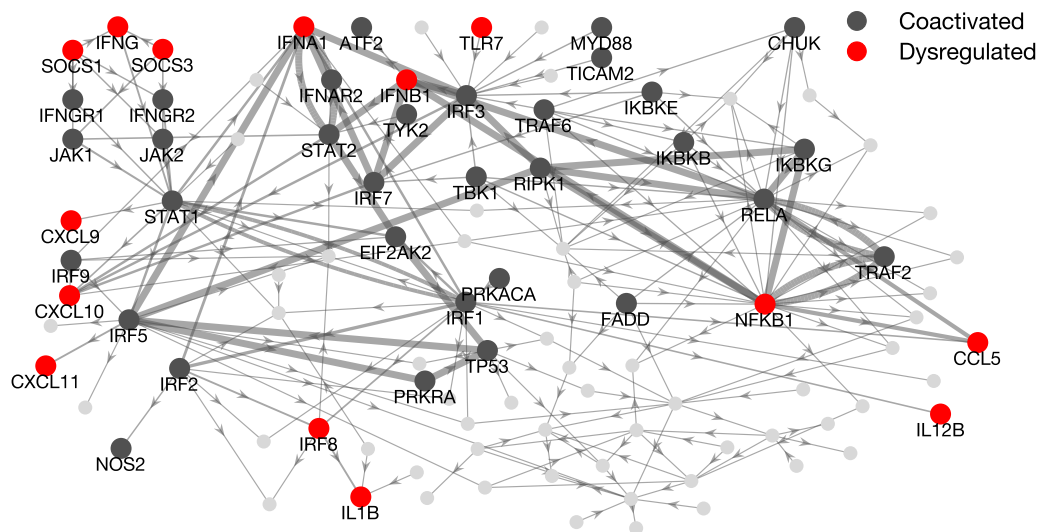 Coactivated
Dysregulated
IFNG
IFNA1
ATF2
TLR7
MYD88
CHUK
SOCS1
SOCS3
TICAM2
IFNAR2
IFNB1
IKBKE
IFNGR1
IFNGR2
TYK2
IRF3
TRAF6
JAK1
JAK2
STAT2
IKBKB
IKBKG
IRF7
TBK1
RIPK1
STAT1
RELA
CXCL9
EIF2AK2
IRF9
TRAF2
PRKACA
CXCL10
IRF1
FADD
NFKB1
IRF5
CCL5
TP53
CXCL11
IRF2
PRKRA
IL12B
NOS2
IRF8
IL1B